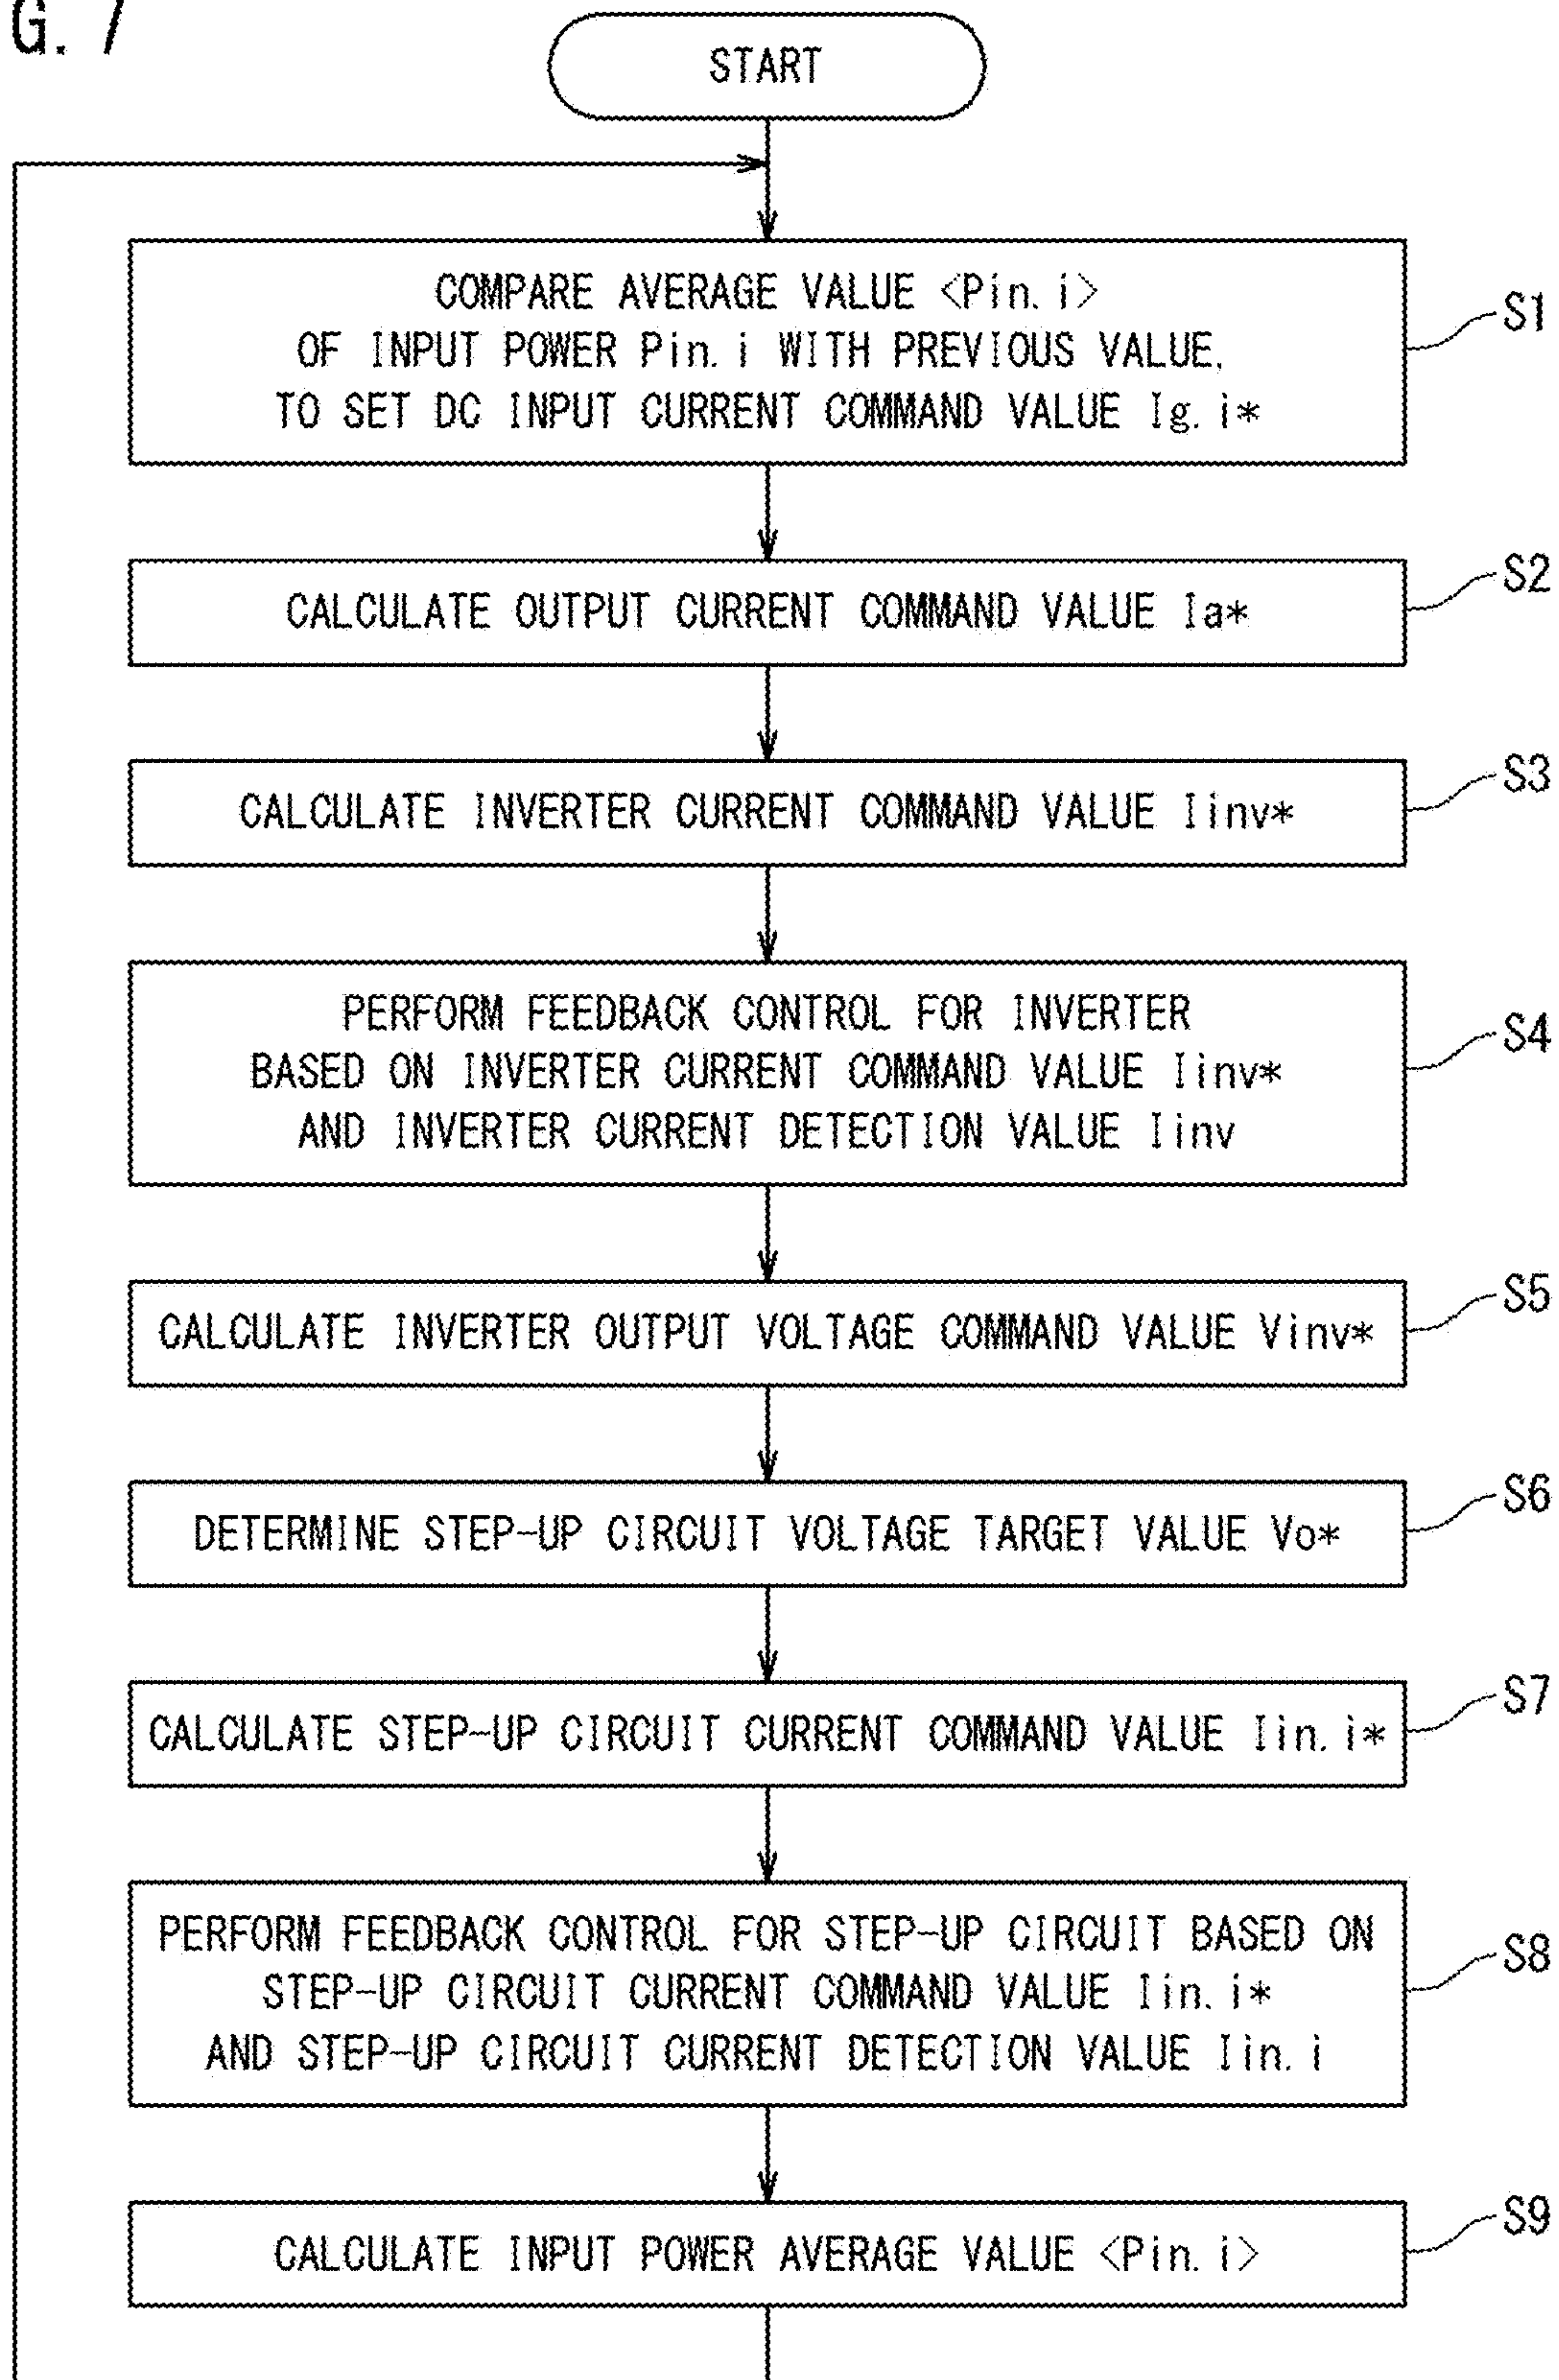 G. 7
START
COMPARE AVERAGE VALUE <Pin. i>
OF INPUT POWER Pin. i WITH PREVIOUS VALUE,
TO SET DC INPUT CURRENT COMMAND VALUE Ig. i*
S1
CALCULATE OUTPUT CURRENT COMMAND VALUE Ia*
S2
CALCULATE INVERTER CURRENT COMMAND VALUE Iinv*
S3
PERFORM FEEDBACK CONTROL FOR INVERTER
BASED ON INVERTER CURRENT COMMAND VALUE Iinv*
AND INVERTER CURRENT DETECTION VALUE Iinv
S4
CALCULATE INVERTER OUTPUT VOLTAGE COMMAND VALUE Vinv*
S5
DETERMINE STEP-UP CIRCUIT VOLTAGE TARGET VALUE Vo*
S6
CALCULATE STEP-UP CIRCUIT CURRENT COMMAND VALUE Iin. i*
S7
PERFORM FEEDBACK CONTROL FOR STEP-UP CIRCUIT BASED ON
STEP-UP CIRCUIT CURRENT COMMAND VALUE Iin. i*
AND STEP-UP CIRCUIT CURRENT DETECTION VALUE Iin. i
S8
CALCULATE INPUT POWER AVERAGE VALUE <Pin. i>
S9